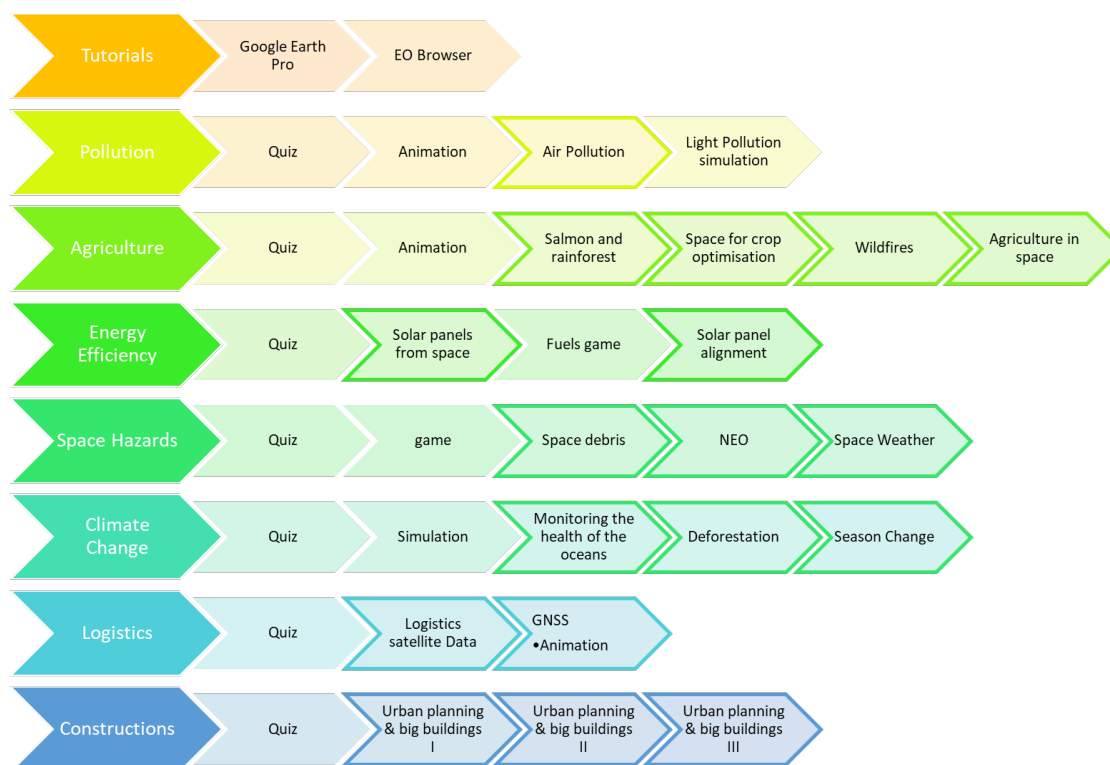 Tutorials
Google Earth
Pro
EO Browser
Pollution
Quiz
Animation
Air Pollution
Light Pollution
simulation
Agriculture
Quiz
Animation
Salmon and
rainforest
Space for crop
optimisation
Wildfires
Agriculture in
space
Energy
Efficiency
Quiz
Solar panels
from space
Fuels game
Solar panel
alignment
Space Hazards
Quiz
game
Space debris
NEO
Space Weather
Climate
Change
Quiz
Simulation
Monitoring the
health of the
oceans
Deforestation
Season Change
Logistics
Quiz
Logistics
satellite Data
GNSS
•Animation
Constructions
Quiz
Urban planning
& big buildings
I
Urban planning
& big buildings
II
Urban planning
& big buildings
III